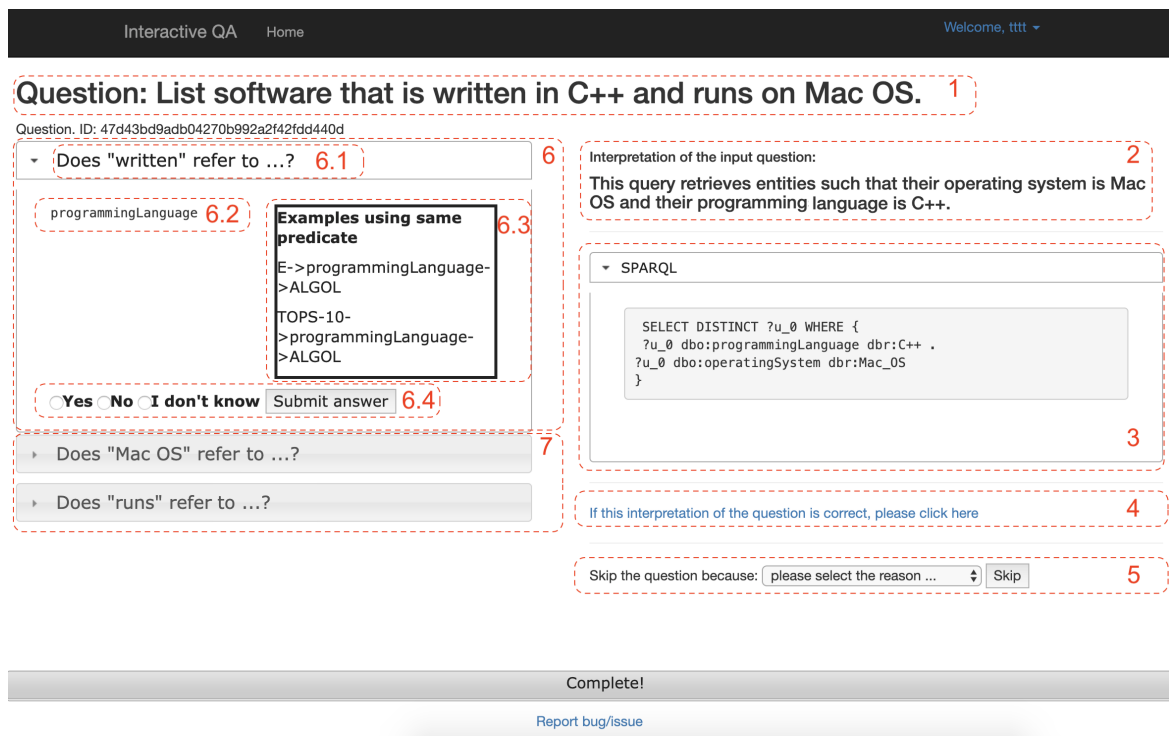 Interactive QA Home Welcome, tttt
Question: List software that is written in C++ and runs on Mac OS. 1
Question. ID: 47d43bd9adb04270b992a2f42fdd440d
Does "written" refer to ...? 6.1 6
programmingLanguage 6.2
Examples using same
predicate
6.3
E->programmingLanguage-
>ALGOL
TOPS-10-
>programmingLanguage-
>ALGOL
Yes No I don't know Submit answer 6.4
Does "Mac OS" refer to ...? 7
Does "runs" refer to ...?
Interpretation of the input question: 2
This query retrieves entities such that their operating system is Mac
OS and their programming language is C++.
SPARQL
SELECT DISTINCT ?u_0 WHERE {
?u_0 dbo:programmingLanguage dbr:C++ .
?u_0 dbo:operatingSystem dbr:Mac_OS
}
3
If this interpretation of the question is correct, please click here 4
Skip the question because: please select the reason ... Skip 5
Complete!
Report bug/issue